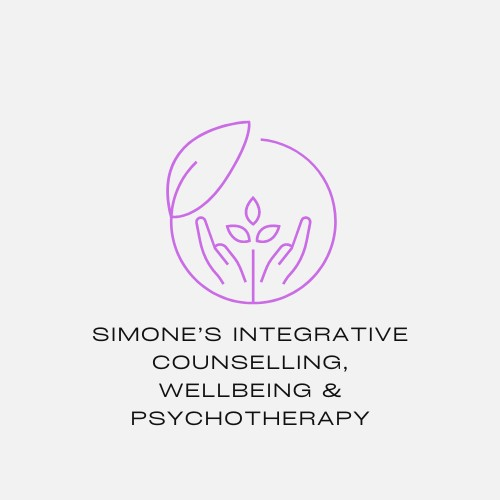 SIMONE’S INTEGRATIVE
COUNSELLING,
WELLBEING &
PSYCHOTHERAPY